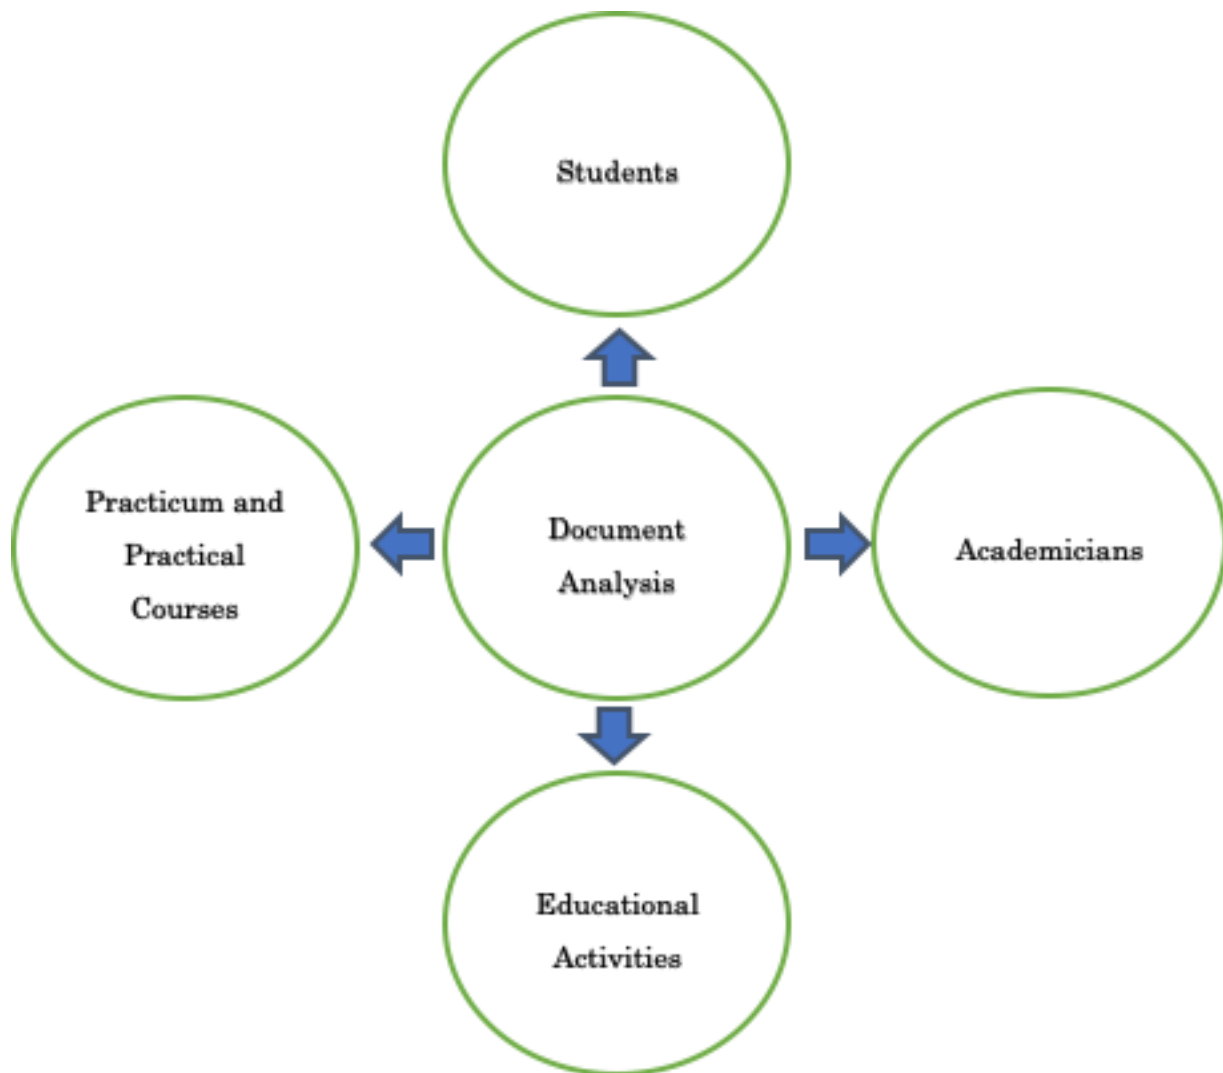 Students
Practicum and
Practical
Courses
Document
Analysis
Academicians
Educational
Activities